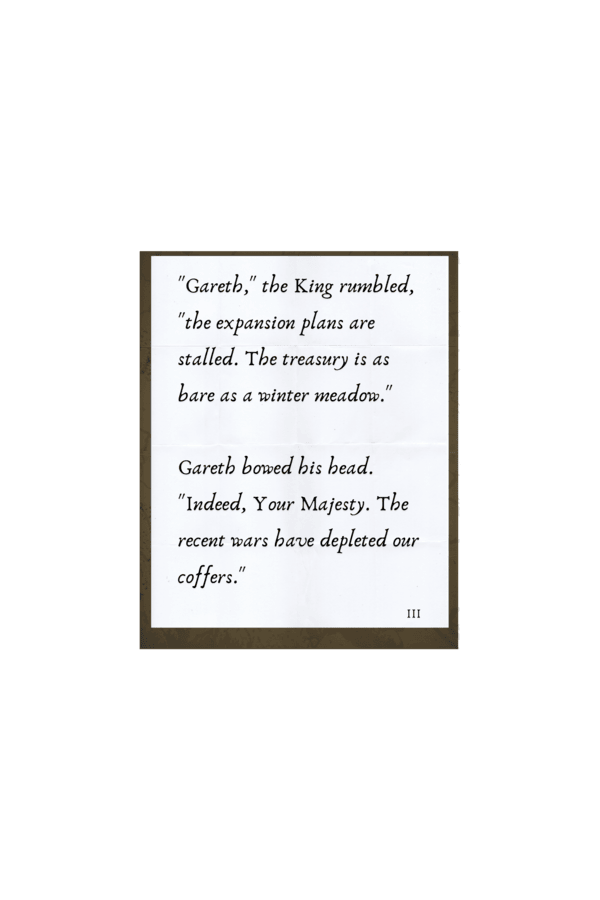 "Gareth," the King rumbled,
"the expansion plans are
stalled. The treasury is as
bare as a winter meadow."
Gareth bowed his head.
"Indeed, Your Majesty. The
recent wars have depleted our
coffers."
III